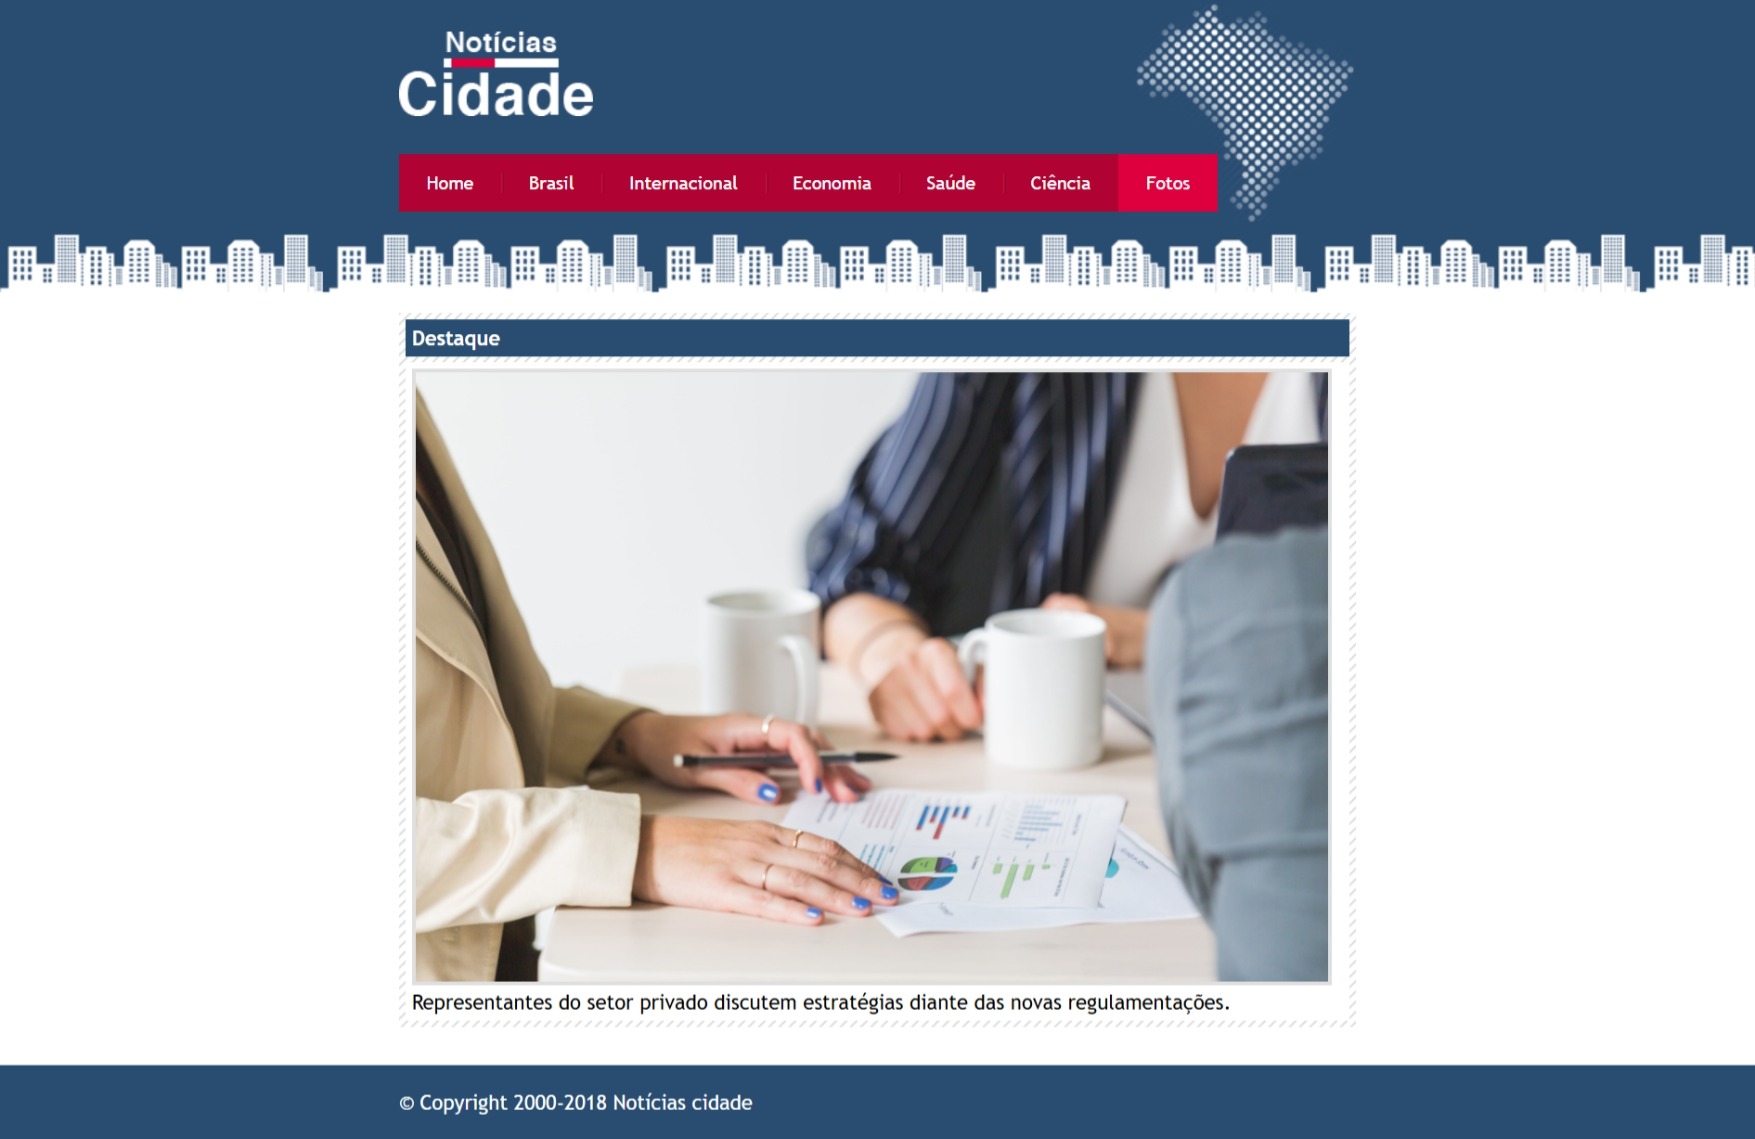 Notícias
Cidade
Home Brasil Internacional Economia Saúde Ciência Fotos
Destaque
Representantes do setor privado discutem estratégias diante das novas regulamentações.
© Copyright 2000-2018 Notícias cidade